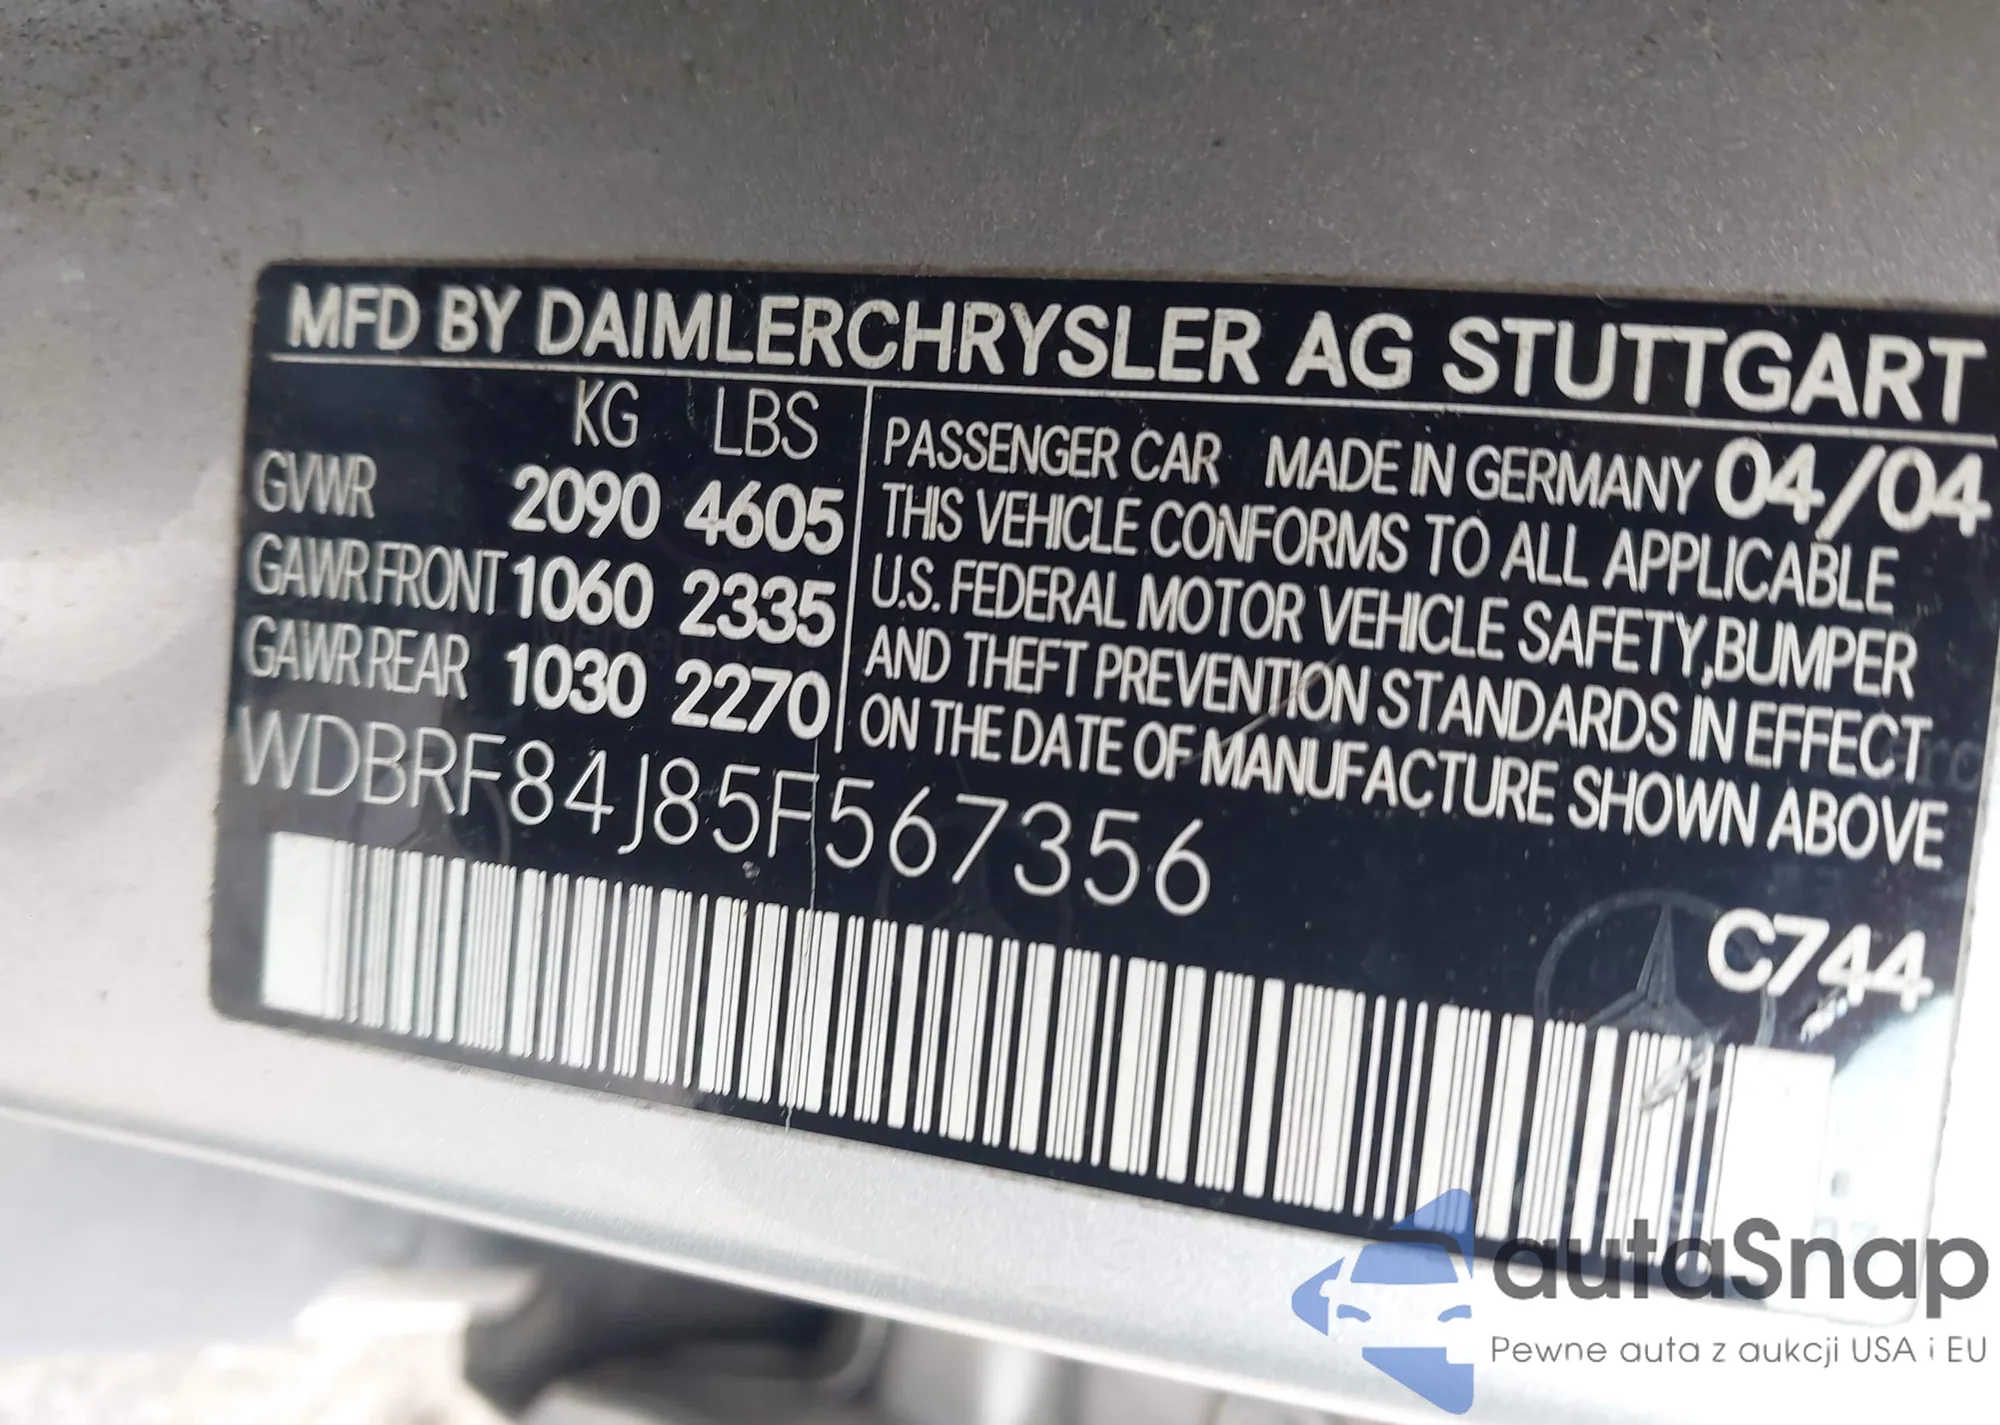 MFD BY DAIMLERCHRYSLER AG STUTTGART
KG LBS
GVWR 2090 4605
GAWR FRONT 1060 2335
GAWR REAR 1030 2270
PASSENGER CAR MADE IN GERMANY 04/04
THIS VEHICLE CONFORMS TO ALL APPLICABLE
U.S. FEDERAL MOTOR VEHICLE SAFETY, BUMPER
AND THEFT PREVENTION STANDARDS IN EFFECT
ON THE DATE OF MANUFACTURE SHOWN ABOVE
WDBRF84J85F567356
C744
autaSnap
Pewne auta z aukcji USA i EU